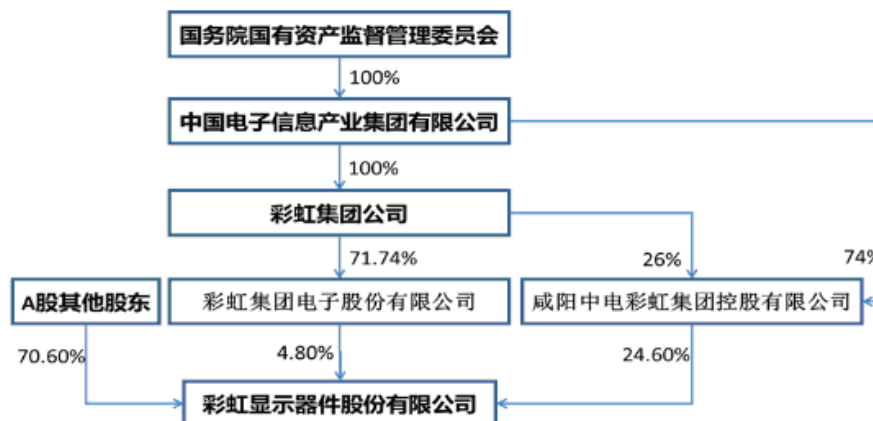 国务院国有资产监督管理委员会
100%
中国电子信息产业集团有限公司
100%
彩虹集团公司
71.74%
26%
74%
A股其他股东
彩虹集团电子股份有限公司
咸阳中电彩虹集团控股有限公司
70.60%
4.80%
24.60%
彩虹显示器件股份有限公司